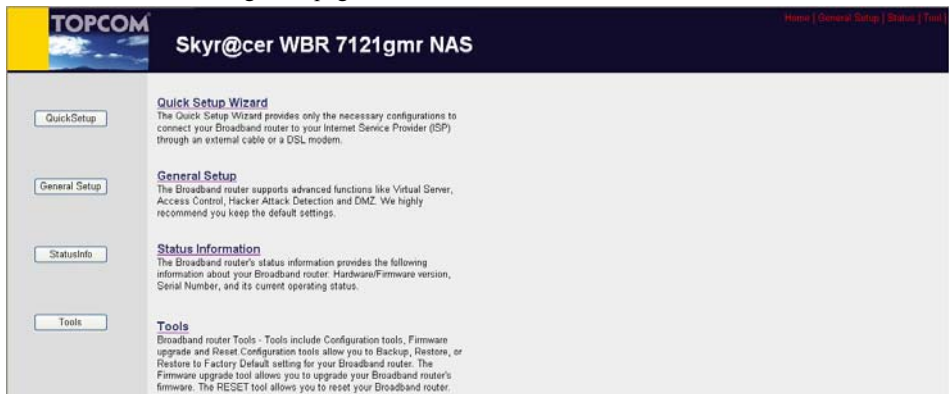 TOPCOM
Home | General Setup | Status | Tool |
Skyr@cer WBR 7121gmr NAS
QuickSetup
Quick Setup Wizard
The Quick Setup Wizard provides only the necessary configurations to
connect your Broadband router to your Internet Service Provider (ISP)
through an external cable or a DSL modem.
General Setup
General Setup
The Broadband router supports advanced functions like Virtual Server,
Access Control, Hacker Attack Detection and DMZ. We highly
recommend you keep the default settings.
StatusInfo
Status Information
The Broadband router's status information provides the following
information about your Broadband router: Hardware/Firmware version,
Serial Number, and its current operating status.
Tools
Tools
Broadband router Tools - Tools include Configuration tools, Firmware
upgrade and Reset.Configuration tools allow you to Backup, Restore, or
Restore to Factory Default setting for your Broadband router. The
Firmware upgrade tool allows you to upgrade your Broadband router's
firmware. The RESET tool allows you to reset your Broadband router.